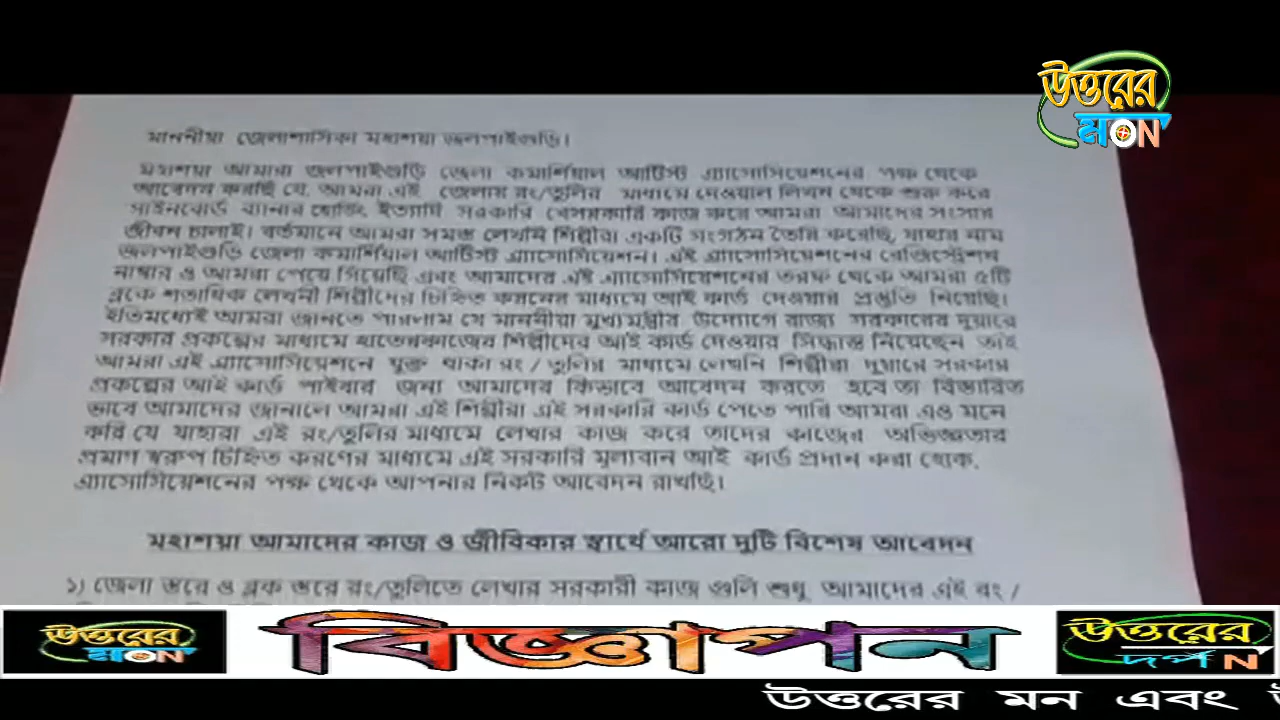 উত্তরের
মON
মাননীয়া জেলাশাসিকা মহাশয়া জলপাইগুড়ি।
মহাশয়া আমারা জলপাইগুড়ি জেলা কমার্শিয়াল আর্টিস্ট এ্যাসোসিয়েশনের পক্ষ থেকে
আবেদন করছি যে, আমরা এই জেলায় রং/তুলির মাধ্যমে দেওয়াল লিখন থেকে শুরু করে
সাইনবোর্ড ব্যানার হোর্ডিং ইত্যাদি সরকারি বেসরকারি কাজ করে আমরা আমাদের সংসার
জীবন চালাই। বর্তমানে আমরা সমস্ত লেখনি শিল্পীরা একটি সংগঠন তৈরি করেছি, যাহার নাম
জলপাইগুড়ি জেলা কমার্শিয়াল আর্টিস্ট এ্যাসোসিয়েশন। এই এ্যাসোসিয়েশনের রেজিস্ট্রেশন
নাম্বার ও আমরা পেয়ে গিয়েছি এবং আমাদের এই এ্যাসোসিয়েশনের তরফ থেকে আমরা ৫টি
ব্লকে শতাধিক লেখনী শিল্পীদের চিহ্নিত করনের মাধ্যমে আই কার্ড দেওয়ার প্রস্তুতি নিয়েছি।
ইতিমধ্যেই আমরা জানতে পারলাম যে মাননীয়া মুখ্যমন্ত্রীর উদ্যোগে রাজ্য সরকারের দুয়ারে
সরকার প্রকল্পের মাধ্যমে হাতেরকাজের শিল্পীদের আই কার্ড দেওয়ার সিদ্ধান্ত নিয়েছেন তাই
আমরা এই এ্যাসোসিয়েশনে যুক্ত থাকা রং / তুলির মাধ্যমে লেখনি শিল্পীরা দুয়ারে সরকার
প্রকল্পের আই কার্ড পাইবার জন্য আমাদের কিভাবে আবেদন করতে হবে তা বিস্তারিত
ভাবে আমাদের জানালে আমরা এই শিল্পীরা এই সরকারি কার্ড পেতে পারি আমরা এও মনে
করি যে যাহারা এই রং/তুলির মাধ্যমে লেখার কাজ করে তাদের কাজের অভিজ্ঞতার
প্রমাণ স্বরুপ চিহ্নিত করণের মাধ্যমে এই সরকারি মূল্যবান আই কার্ড প্রদান করা হোক.
এ্যাসোসিয়েশনের পক্ষ থেকে আপনার নিকট আবেদন রাখছি।
মহাশয়া আমাদের কাজ ও জীবিকার স্বার্থে আরো দুটি বিশেষ আবেদন
১) জেলা স্তরে ও ব্লক স্তরে রং/তুলিতে লেখার সরকারী কাজ গুলি শুধু আমাদের এই রং /
উত্তরের
মON
বিজ্ঞাপন
উত্তরের
দর্পN
উত্তরের মন এবং